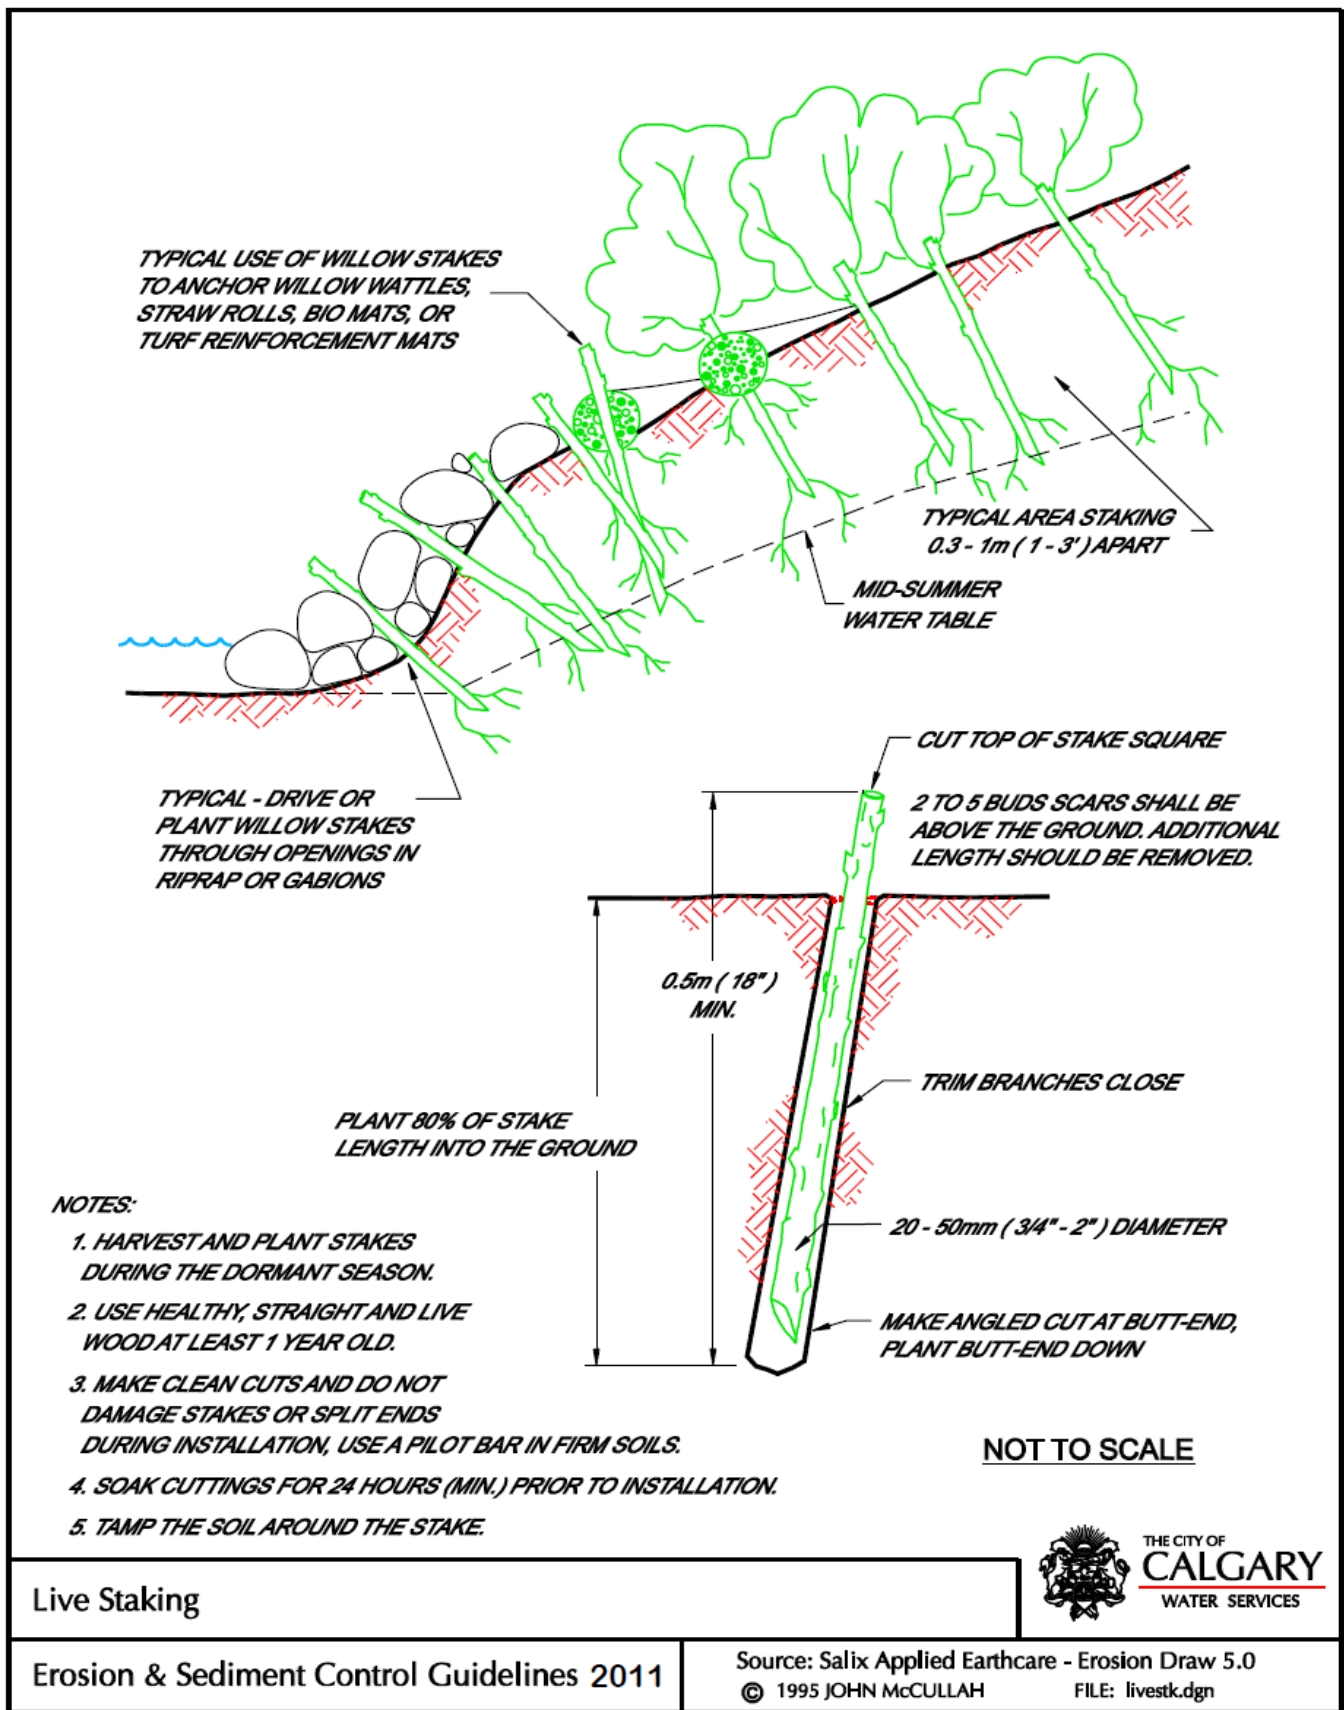 TYPICAL USE OF WILLOW STAKES
TO ANCHOR WILLOW WATTLES,
STRAW ROLLS, BIO MATS, OR
TURF REINFORCEMENT MATS
TYPICAL AREA STAKING
0.3 - 1m ( 1 - 3' ) APART
MID-SUMMER
WATER TABLE
TYPICAL - DRIVE OR
PLANT WILLOW STAKES
THROUGH OPENINGS IN
RIPRAP OR GABIONS
CUT TOP OF STAKE SQUARE
2 TO 5 BUDS SCARS SHALL BE
ABOVE THE GROUND. ADDITIONAL
LENGTH SHOULD BE REMOVED.
0.5m ( 18" )
MIN.
TRIM BRANCHES CLOSE
PLANT 80% OF STAKE
LENGTH INTO THE GROUND
20 - 50mm ( 3/4" - 2" ) DIAMETER
MAKE ANGLED CUT AT BUTT-END,
PLANT BUTT-END DOWN
NOTES:
1. HARVEST AND PLANT STAKES
DURING THE DORMANT SEASON.
2. USE HEALTHY, STRAIGHT AND LIVE
WOOD AT LEAST 1 YEAR OLD.
3. MAKE CLEAN CUTS AND DO NOT
DAMAGE STAKES OR SPLIT ENDS
DURING INSTALLATION, USE A PILOT BAR IN FIRM SOILS.
4. SOAK CUTTINGS FOR 24 HOURS (MIN.) PRIOR TO INSTALLATION.
5. TAMP THE SOIL AROUND THE STAKE.
NOT TO SCALE
THE CITY OF
CALGARY
WATER SERVICES
Live Staking
Erosion & Sediment Control Guidelines 2011
Source: Salix Applied Earthcare - Erosion Draw 5.0
© 1995 JOHN McCULLAH FILE: livestk.dgn